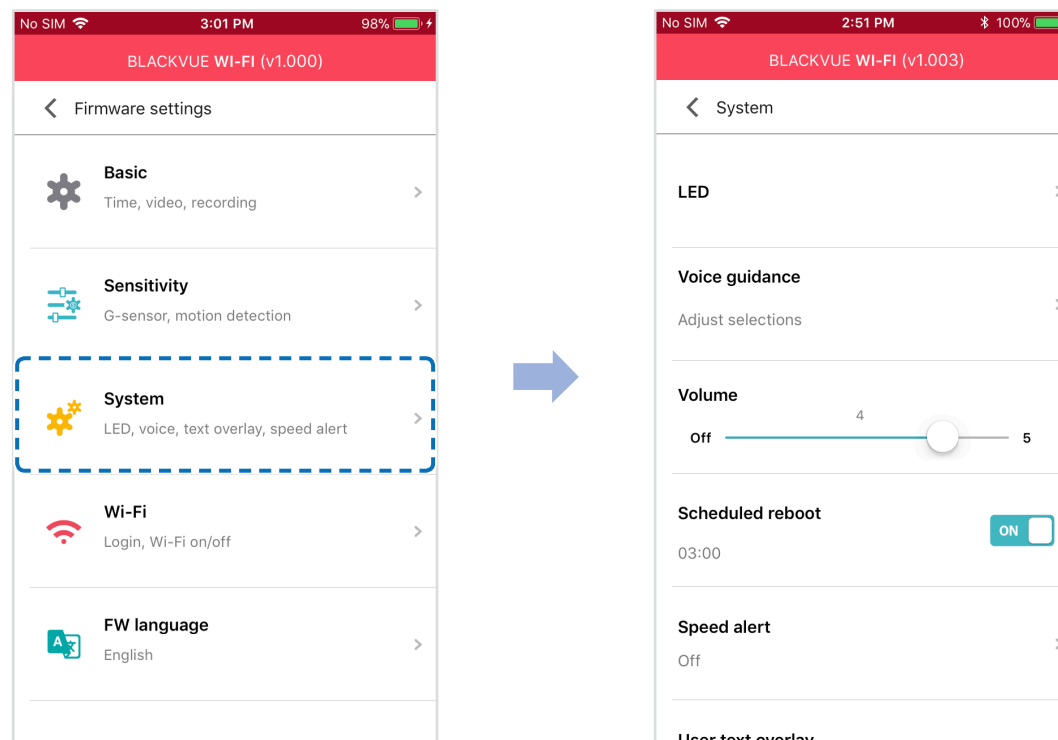 No SIM 3:01 PM 98%
BLACKVUE WI-FI (v1.000)
Firmware settings
Basic
Time, video, recording
Sensitivity
G-sensor, motion detection
System
LED, voice, text overlay, speed alert
Wi-Fi
Login, Wi-Fi on/off
A
FW language
English
No SIM 2:51 PM 100%
BLACKVUE WI-FI (v1.003)
System
LED
Voice guidance
Adjust selections
Volume
4
Off 5
Scheduled reboot
ON
03:00
Speed alert
Off
User text overlay